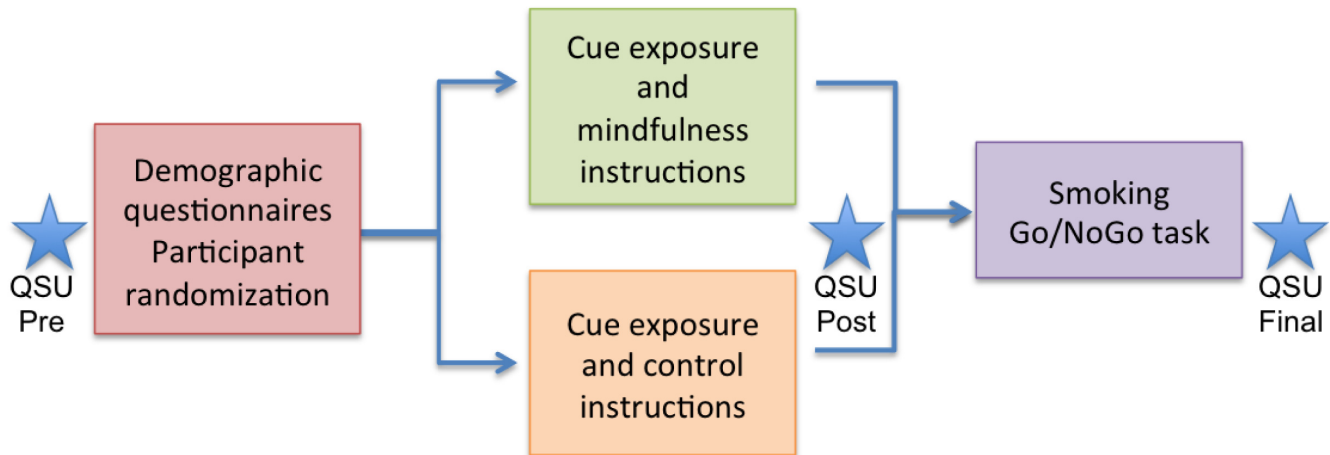 QSU
Pre
Demographic
questionnaires
Participant
randomization
Cue exposure
and
mindfulness
instructions
Cue exposure
and control
instructions
QSU
Post
Smoking
Go/NoGo task
QSU
Final